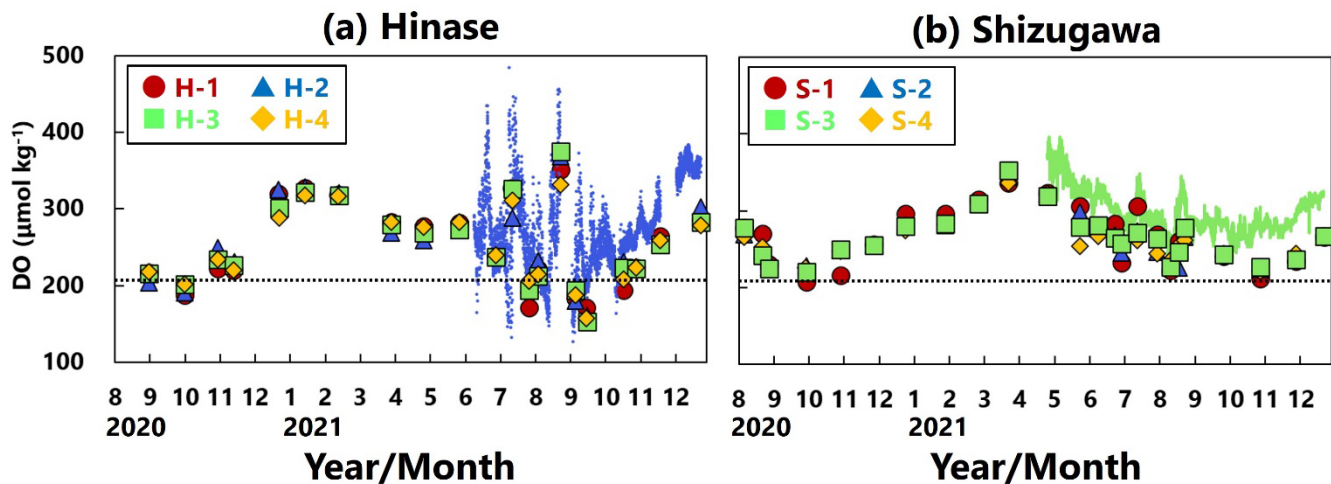 (a) Hinase
(b) Shizugawa
DO (μmol kg⁻¹)
500
400
300
200
100
H-1 H-2
H-3 H-4
S-1 S-2
S-3 S-4
8 9 10 11 12 1 2 3 4 5 6 7 8 9 10 11 12
2020 2021
8 9 10 11 12 1 2 3 4 5 6 7 8 9 10 11 12
2020 2021
Year/Month
Year/Month